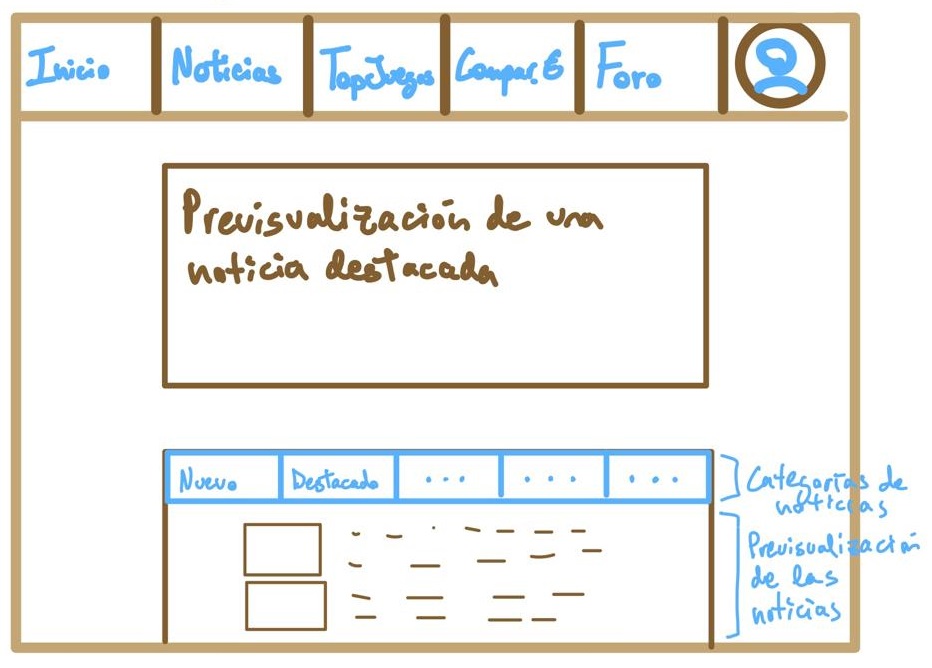 Inicio
Noticias
TopJuegos
Compar. €
Foro
Previsualización de una
noticia destacada
Nuevo
Destacado
...
...
...
Categorías de
noticias
Previsualización
de las
noticias